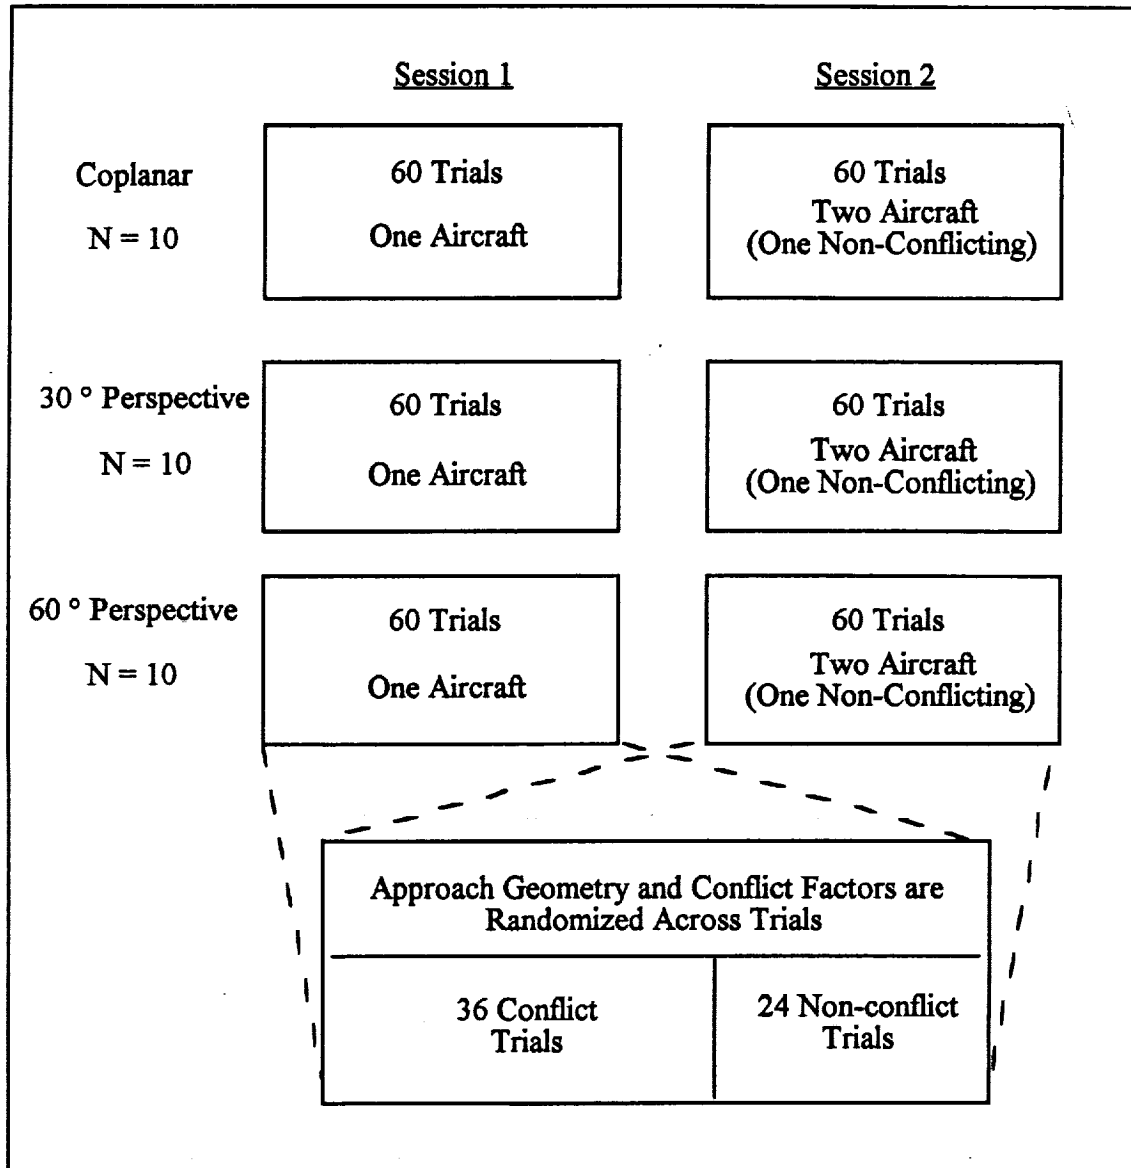 Session 1
Session 2
Coplanar
N = 10
60 Trials
One Aircraft
60 Trials
Two Aircraft
(One Non-Conflicting)
30 ° Perspective
N = 10
60 Trials
One Aircraft
60 Trials
Two Aircraft
(One Non-Conflicting)
60 ° Perspective
N = 10
60 Trials
One Aircraft
60 Trials
Two Aircraft
(One Non-Conflicting)
Approach Geometry and Conflict Factors are
Randomized Across Trials
36 Conflict
Trials
24 Non-conflict
Trials